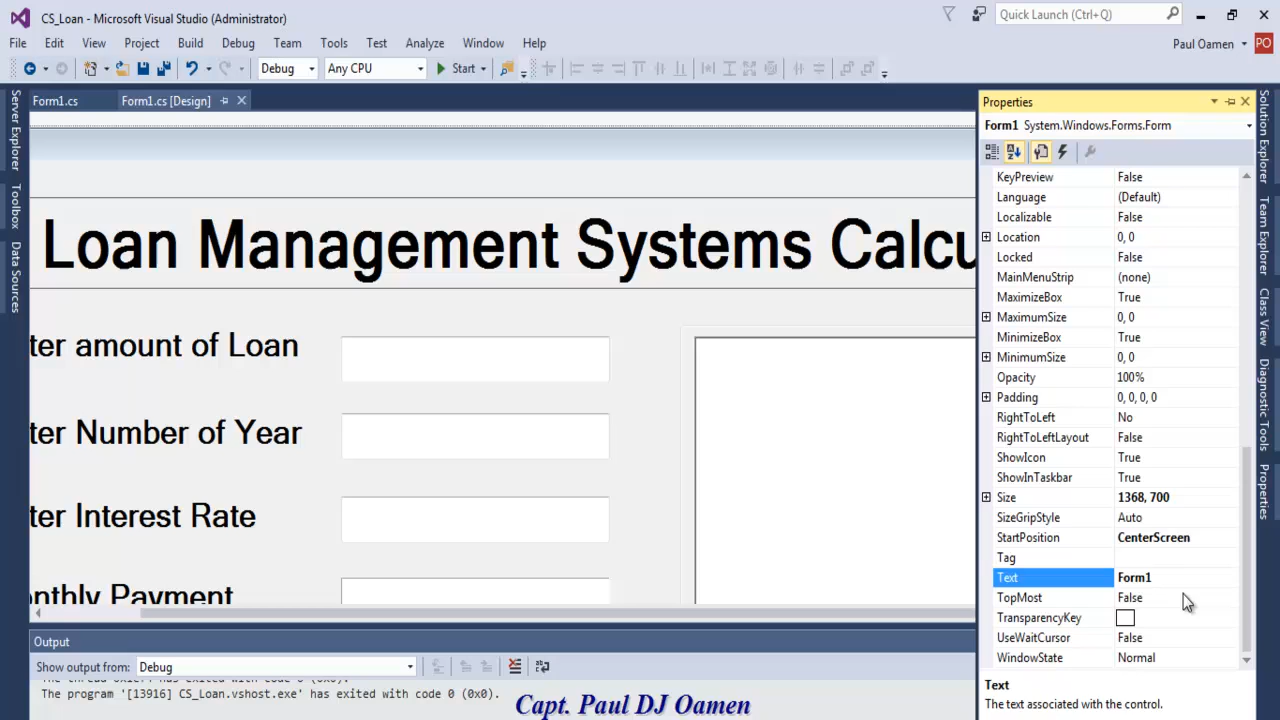 CS_Loan - Microsoft Visual Studio (Administrator)
Quick Launch (Ctrl+Q)
File Edit View Project Build Debug Team Tools Test Analyze Window Help
Paul Oamen PO
Debug Any CPU Start
Form1.cs Form1.cs [Design]
Server Explorer
Toolbox
Data Sources
Loan Management Systems Calcu
ter amount of Loan
ter Number of Year
ter Interest Rate
nthly Payment
Properties
Form1 System.Windows.Forms.Form
KeyPreview False
Language (Default)
Localizable False
Location 0, 0
Locked False
MainMenuStrip (none)
MaximizeBox True
MaximumSize 0, 0
MinimizeBox True
MinimumSize 0, 0
Opacity 100%
Padding 0, 0, 0, 0
RightToLeft No
RightToLeftLayout False
ShowIcon True
ShowInTaskbar True
Size 1368, 700
SizeGripStyle Auto
StartPosition CenterScreen
Tag
Text Form1
TopMost False
TransparencyKey
UseWaitCursor False
WindowState Normal
Text
The text associated with the control.
Solution Explorer
Team Explorer
Class View
Diagnostic Tools
Properties
Output
Show output from: Debug
The program '[13916] CS_Loan.vshost.exe' has exited with code 0 (0x0).
Capt. Paul DJ Oamen